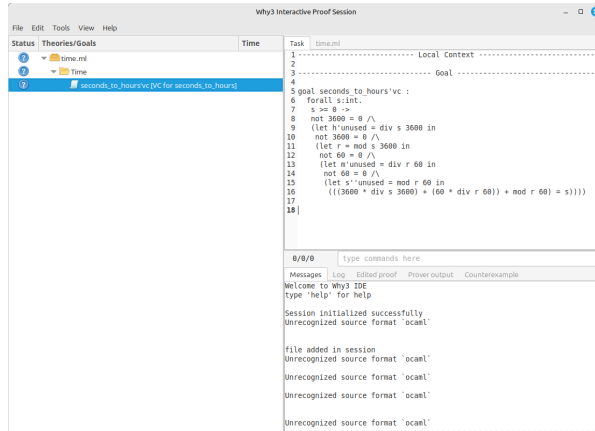 Why3 Interactive Proof Session
File Edit Tools View Help
Status Theories/Goals Time
time.ml
Time
seconds_to_hours'vc [VC for seconds_to_hours]
Task time.ml
1 --------------------------- Local Context ---------------------------
2
3 ------------------------------- Goal -------------------------------
4
5 goal seconds_to_hours'vc :
6 forall s:int.
7 s >= 0 ->
8 not 3600 = 0 /\
9 (let h'unused = div s 3600 in
10 not 3600 = 0 /\
11 (let r = mod s 3600 in
12 not 60 = 0 /\
13 (let m'unused = div r 60 in
14 not 60 = 0 /\
15 (let s''unused = mod r 60 in
16 (((3600 * div s 3600) + (60 * div r 60)) + mod r 60) = s))))
17
18
0/0/0 type commands here
Messages Log Edited proof Prover output Counterexample
Welcome to Why3 IDE
type 'help' for help
Session initialized successfully
Unrecognized source format `ocaml`
file added in session
Unrecognized source format `ocaml`
Unrecognized source format `ocaml`
Unrecognized source format `ocaml`
Unrecognized source format `ocaml`